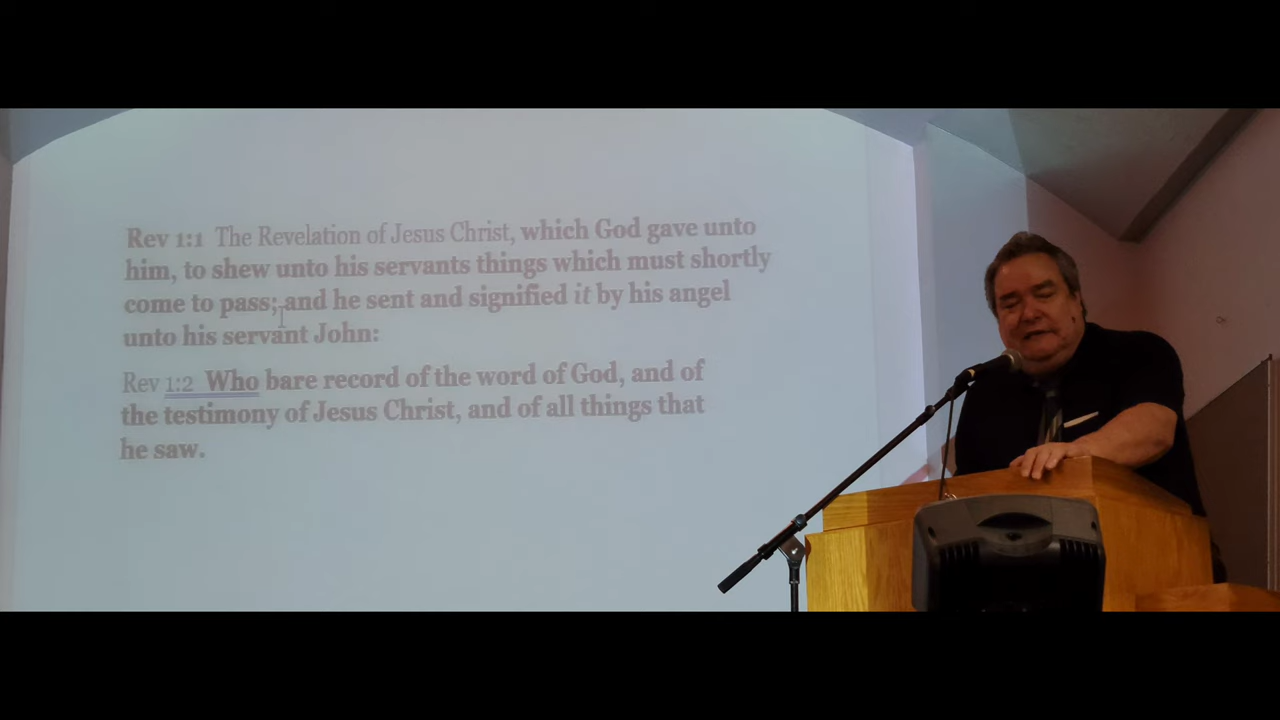 Rev 1:1 The Revelation of Jesus Christ, which God gave unto
him, to shew unto his servants things which must shortly
come to pass; and he sent and signified it by his angel
unto his servant John:
Rev 1:2 Who bare record of the word of God, and of
the testimony of Jesus Christ, and of all things that
he saw.